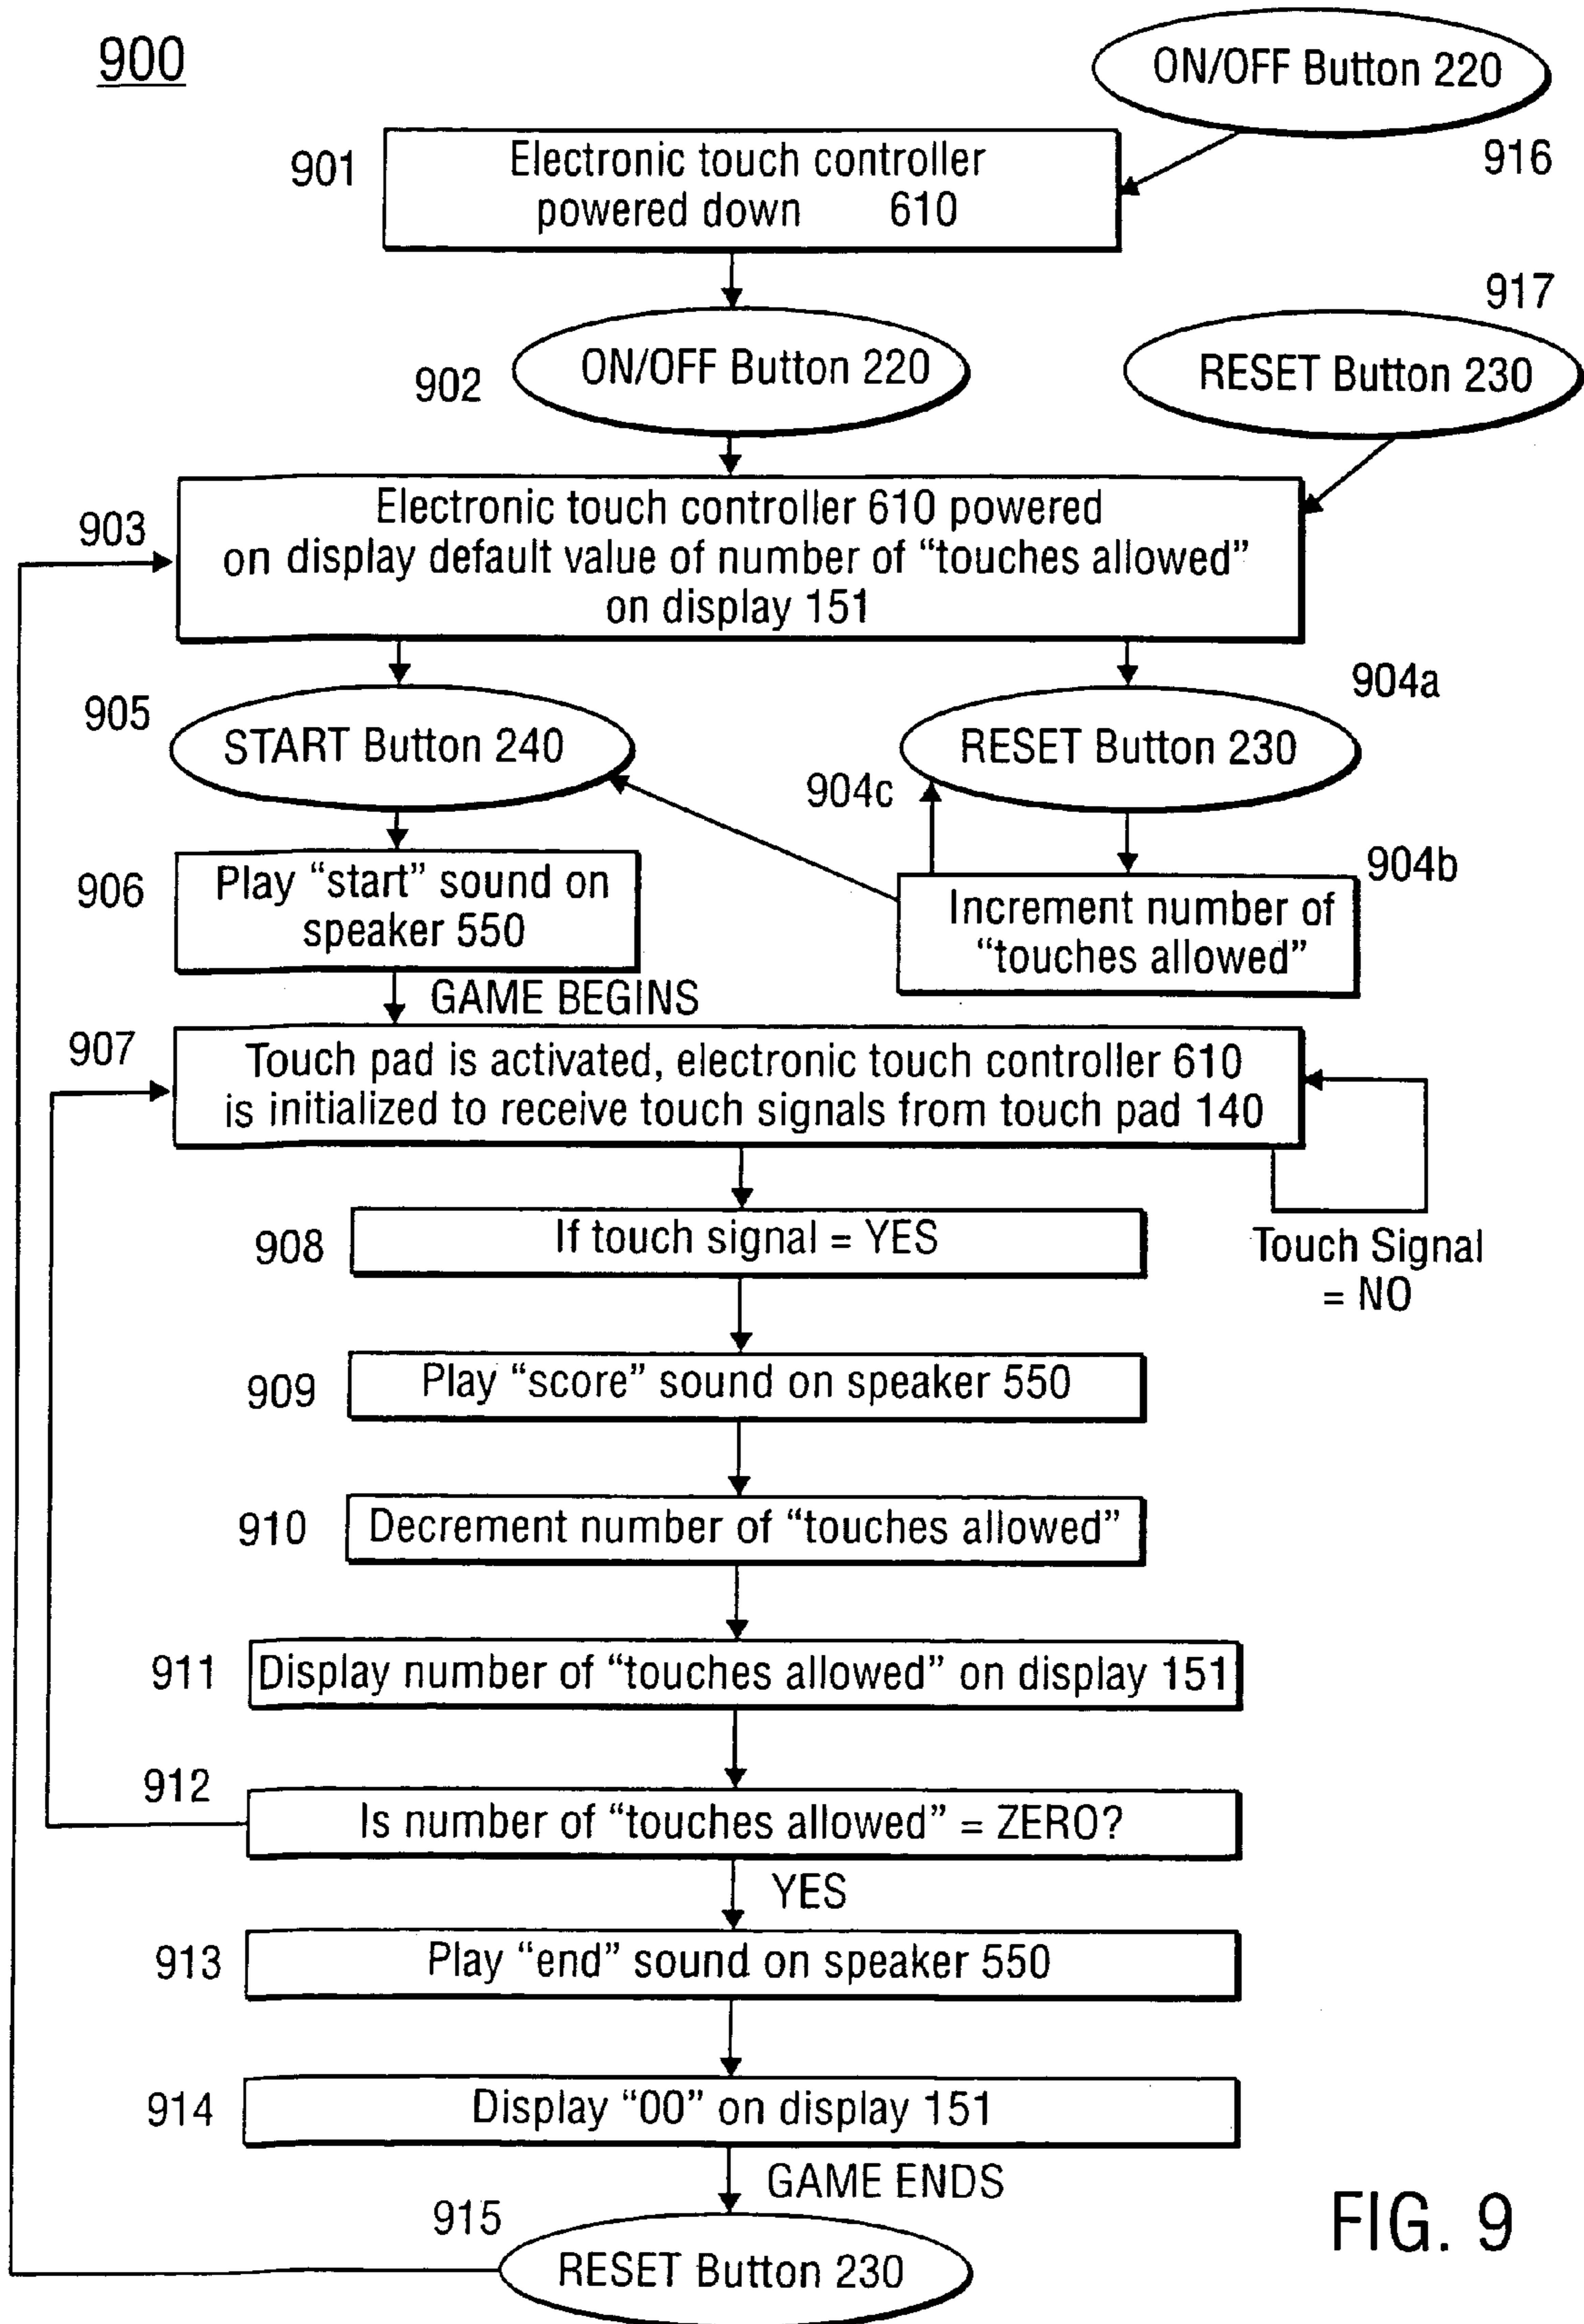 900
ON/OFF Button 220
916
901
Electronic touch controller
powered down 610
917
902
ON/OFF Button 220
RESET Button 230
903
Electronic touch controller 610 powered
on display default value of number of “touches allowed”
on display 151
904a
905
START Button 240
RESET Button 230
904c
904b
906
Play “start” sound on
speaker 550
Increment number of
“touches allowed”
GAME BEGINS
907
Touch pad is activated, electronic touch controller 610
is initialized to receive touch signals from touch pad 140
908
If touch signal = YES
Touch Signal
= NO
909
Play “score” sound on speaker 550
910
Decrement number of “touches allowed”
911
Display number of “touches allowed” on display 151
912
Is number of “touches allowed” = ZERO?
YES
913
Play “end” sound on speaker 550
914
Display “00” on display 151
GAME ENDS
915
RESET Button 230
FIG. 9